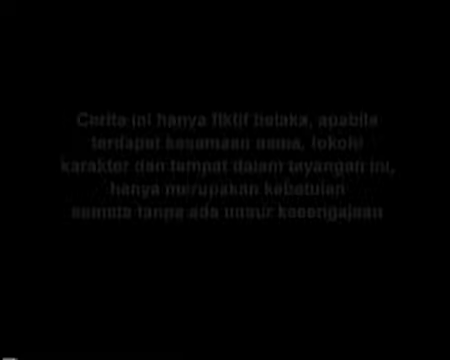 Cerita ini hanya fiktif belaka, apabila
terdapat kesamaan nama, tokoh/
karakter dan tempat dalam tayangan ini,
hanya merupakan kebetulan
semata tanpa ada unsur kesengajaan